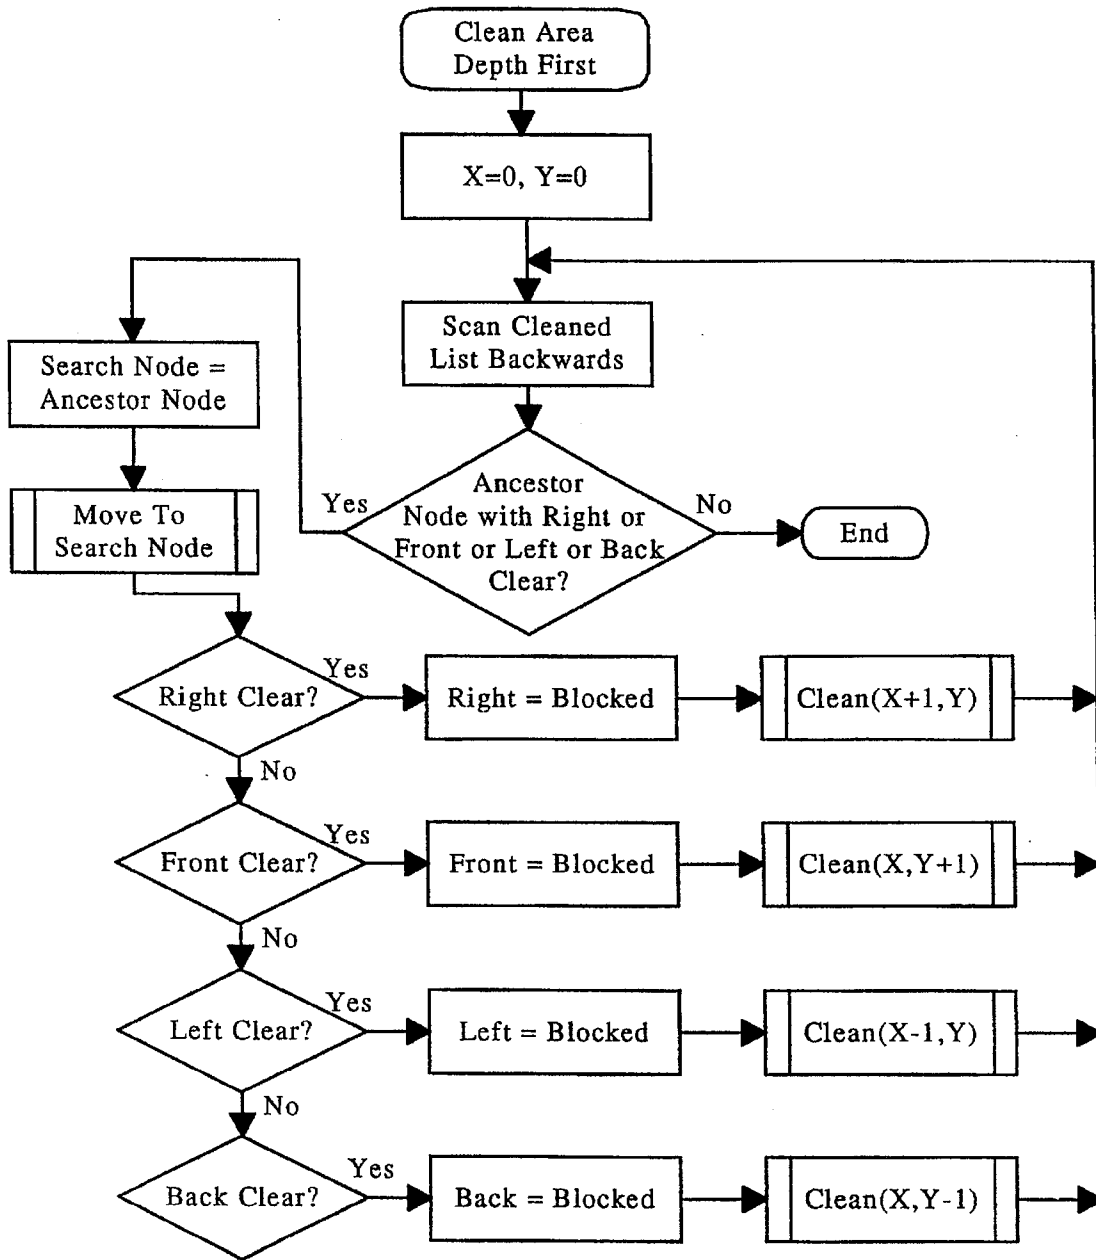 Clean Area
Depth First
X=0, Y=0
Scan Cleaned
List Backwards
Search Node =
Ancestor Node
Move To
Search Node
Yes
Ancestor
Node with Right or
Front or Left or Back
Clear?
No
End
Right Clear?
Yes
Right = Blocked
Clean(X+1,Y)
No
Front Clear?
Yes
Front = Blocked
Clean(X,Y+1)
No
Left Clear?
Yes
Left = Blocked
Clean(X-1,Y)
No
Back Clear?
Yes
Back = Blocked
Clean(X,Y-1)